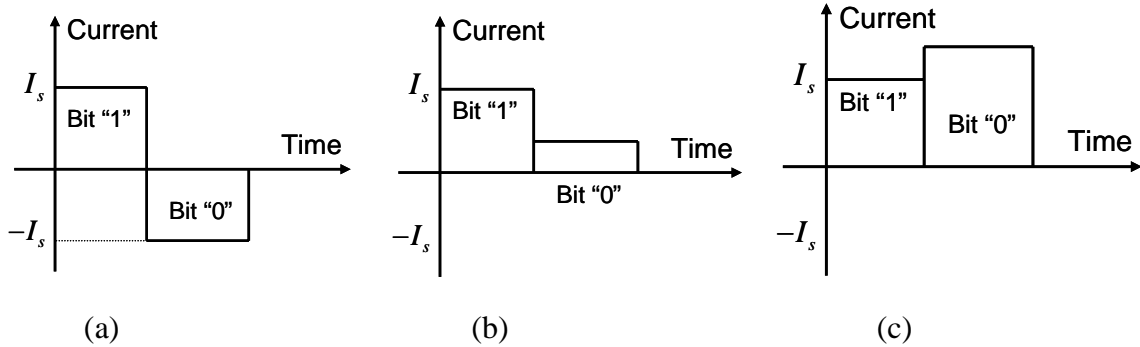 Current
I_s
Bit “1”
Time
Bit “0”
−I_s
(a)
Current
I_s
Bit “1”
Time
Bit “0”
−I_s
(b)
Current
I_s
Bit “1”
Bit “0”
Time
−I_s
(c)